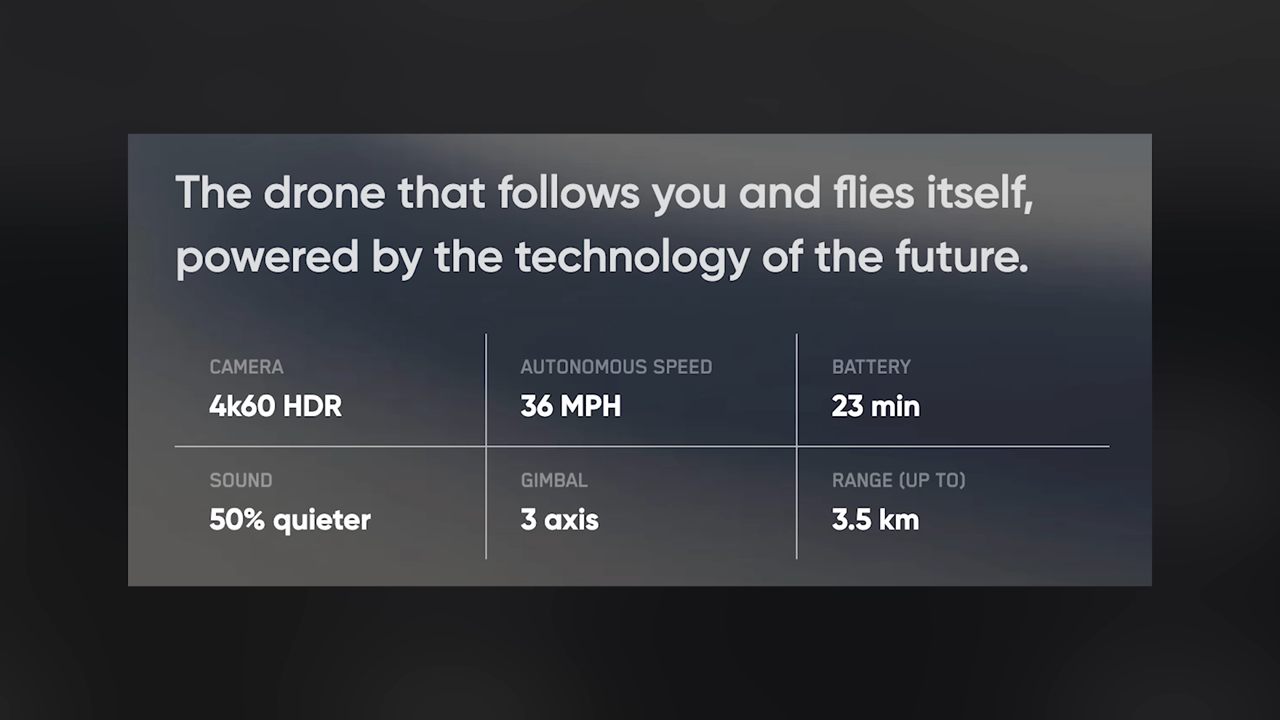 The drone that follows you and flies itself,
powered by the technology of the future.
CAMERA
4k60 HDR
AUTONOMOUS SPEED
36 MPH
BATTERY
23 min
SOUND
50% quieter
GIMBAL
3 axis
RANGE (UP TO)
3.5 km